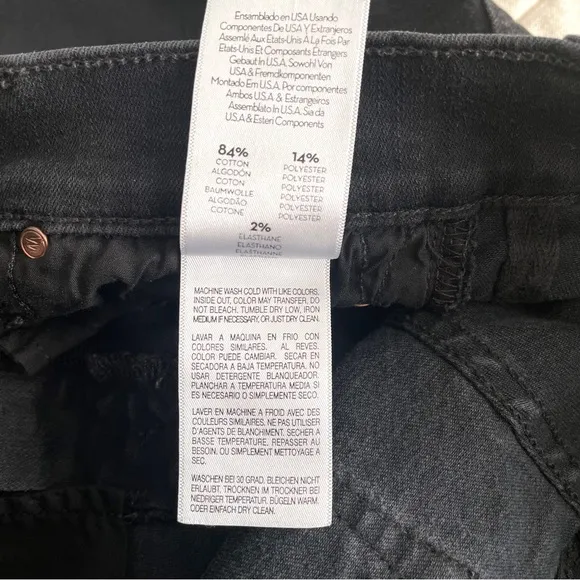 Ensamblado en USA Usando
Componentes De USA Y Extranjeros
Assemlé Aux Etats-Unis A La Fois Par
Etats-Unis Et Composants Etrangers
Gebaut In U.S.A. Sowohl Von
USA & Fremdkomponenten
Montado Em U.S.A. Por componentes
Ambos U.S.A & Estrangeiros
Assemblato In U.S.A. Sia da
U.S.A & Esteri Components
84%
COTTON
ALGODÓN
COTON
BAUMWOLLE
ALGODÃO
COTONE
14%
POLYESTER
POLYESTER
POLYESTER
POLYESTER
POLYESTER
POLYESTER
2%
ELASTHANE
ELASTHANO
ELASTHANNE
MACHINE WASH COLD WITH LIKE COLORS,
INSIDE OUT, COLOR MAY TRANSFER, DO
NOT BLEACH. TUMBLE DRY LOW, IRON
MEDIUM IF NECESSARY, OR JUST DRY CLEAN.
LAVAR A MAQUINA EN FRIO CON
COLORES SIMILARES. AL REVES.
COLOR PUEDE CAMBIAR. SECAR EN
SECADORA A BAJA TEMPERATURA. NO
USAR DETERGENTE BLANQUEADOR.
PLANCHAR A TEMPERATURA MEDIA SI
ES NECESARIO O SIMPLEMENTE SECO.
LAVER EN MACHINE A FROID AVEC DES
COULEURS SIMILAIRES. NE PAS UTILISER
D'AGENTS DE BLANCHIMENT. SECHER A
BASSE TEMPERATURE. REPASSER AU
BESOIN. OU SIMPLEMENT METTOYAGE A
SEC.
WASCHEN BEI 30 GRAD. BLEICHEN NICHT
ERLAUBT. TROCKNEN IM TROCKNER BEI
NIEDRIGER TEMPERATUR. BÜGELN WARM.
ODER EINFACH DRY CLEAN.